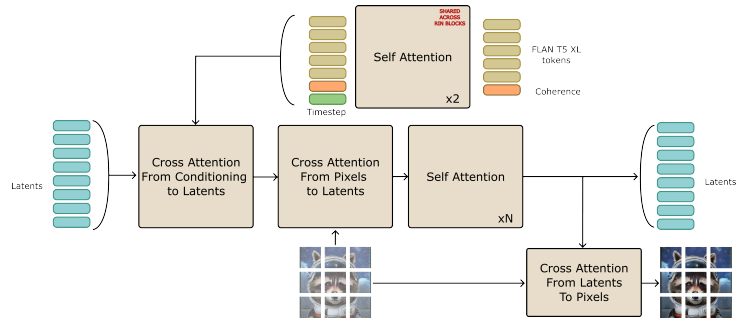 SHARED
ACROSS
RIN BLOCKS
Self Attention
x2
FLAN T5 XL
tokens
Coherence
Timestep
Latents
Cross Attention
From Conditioning
to Latents
Cross Attention
From Pixels
to Latents
Self Attention
xN
Latents
Cross Attention
From Latents
To Pixels